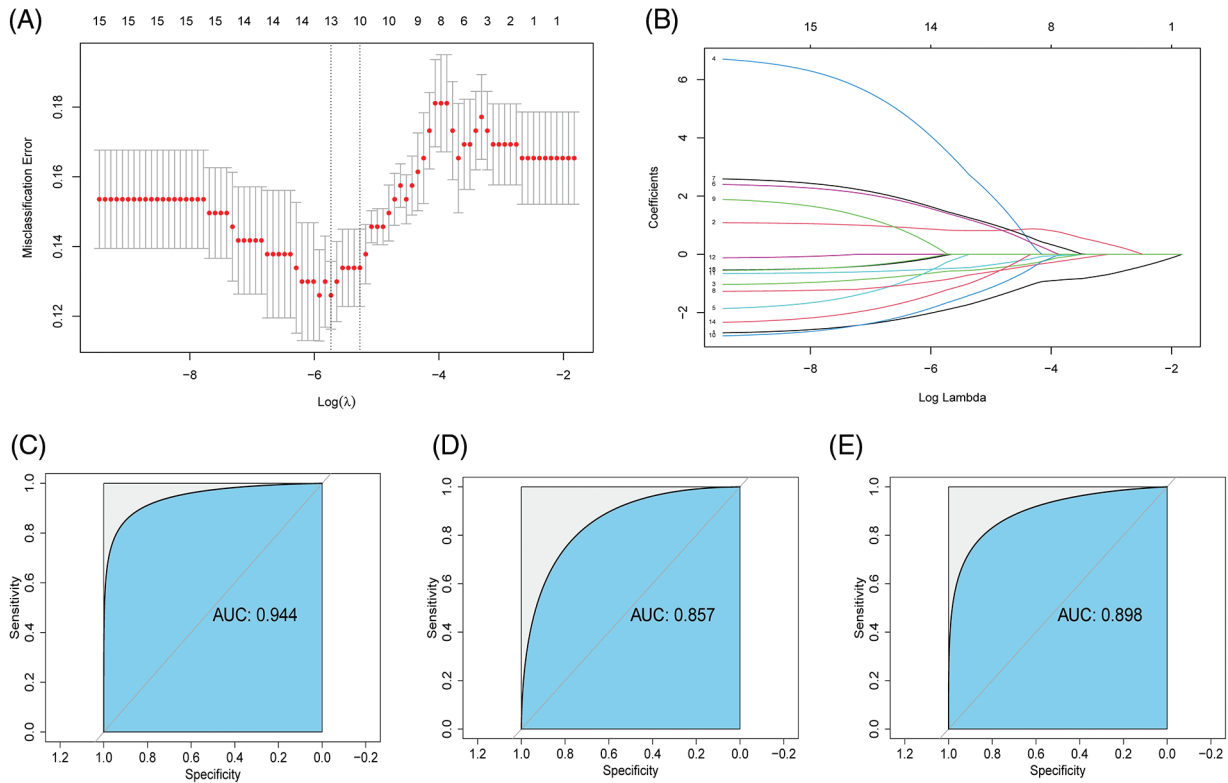 (A)
15 15 15 15 15 14 14 14 13 10 10 9 8 6 3 2 1 1
Misclassification Error
0.18
0.16
0.14
0.12
−8 −6 −4 −2
Log(λ)
(B)
15 14 8 1
Coefficients
6
4
2
0
−2
4
7
6
9
2
12
11
3
8
5
14
10
−8 −6 −4 −2
Log Lambda
(C)
Sensitivity
1.0
0.8
0.6
0.4
0.2
0.0
AUC: 0.944
1.2 1.0 0.8 0.6 0.4 0.2 0.0 −0.2
Specificity
(D)
Sensitivity
1.0
0.8
0.6
0.4
0.2
0.0
AUC: 0.857
1.2 1.0 0.8 0.6 0.4 0.2 0.0 −0.2
Specificity
(E)
Sensitivity
1.0
0.8
0.6
0.4
0.2
0.0
AUC: 0.898
1.2 1.0 0.8 0.6 0.4 0.2 0.0 −0.2
Specificity